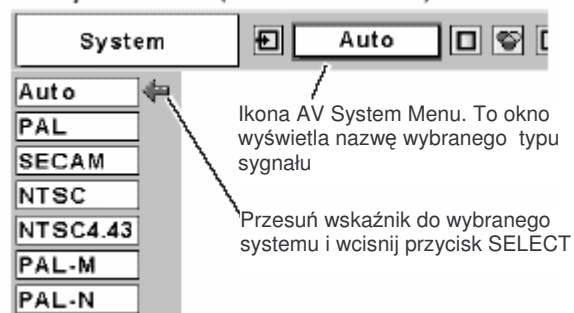 System Auto
Auto
PAL
SECAM
NTSC
NTSC4.43
PAL-M
PAL-N
Ikona AV System Menu. To okno
wyświetla nazwę wybranego typu
sygnału
Przesuń wskaźnik do wybranego
systemu i wcisnij przycisk SELECT